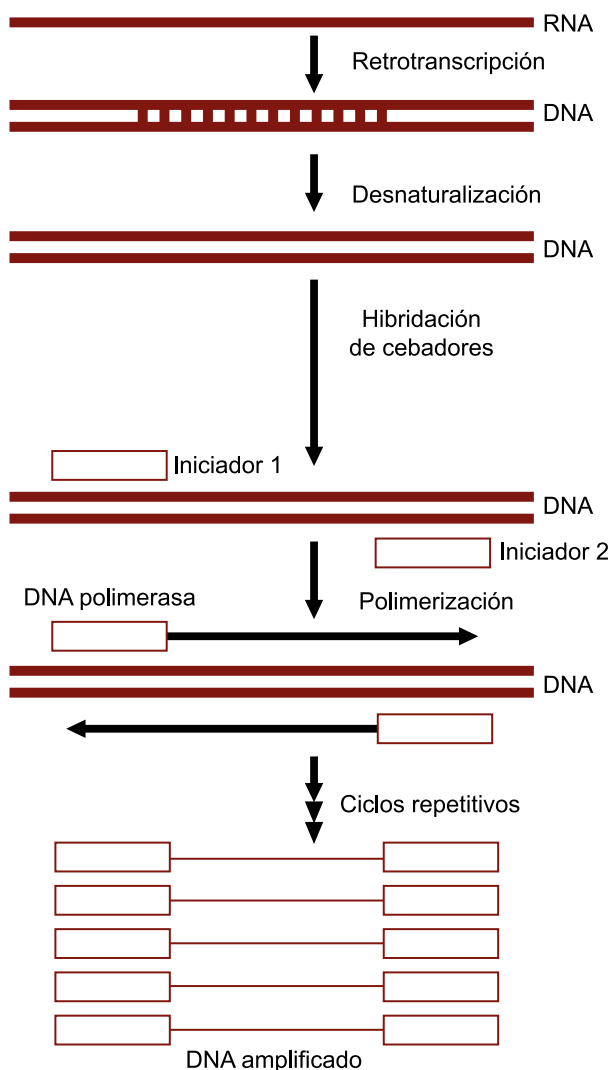 RNA
Retrotranscripción
DNA
Desnaturalización
DNA
Hibridación
de cebadores
Iniciador 1
DNA
Iniciador 2
DNA polimerasa
Polimerización
DNA
Ciclos repetitivos
DNA amplificado